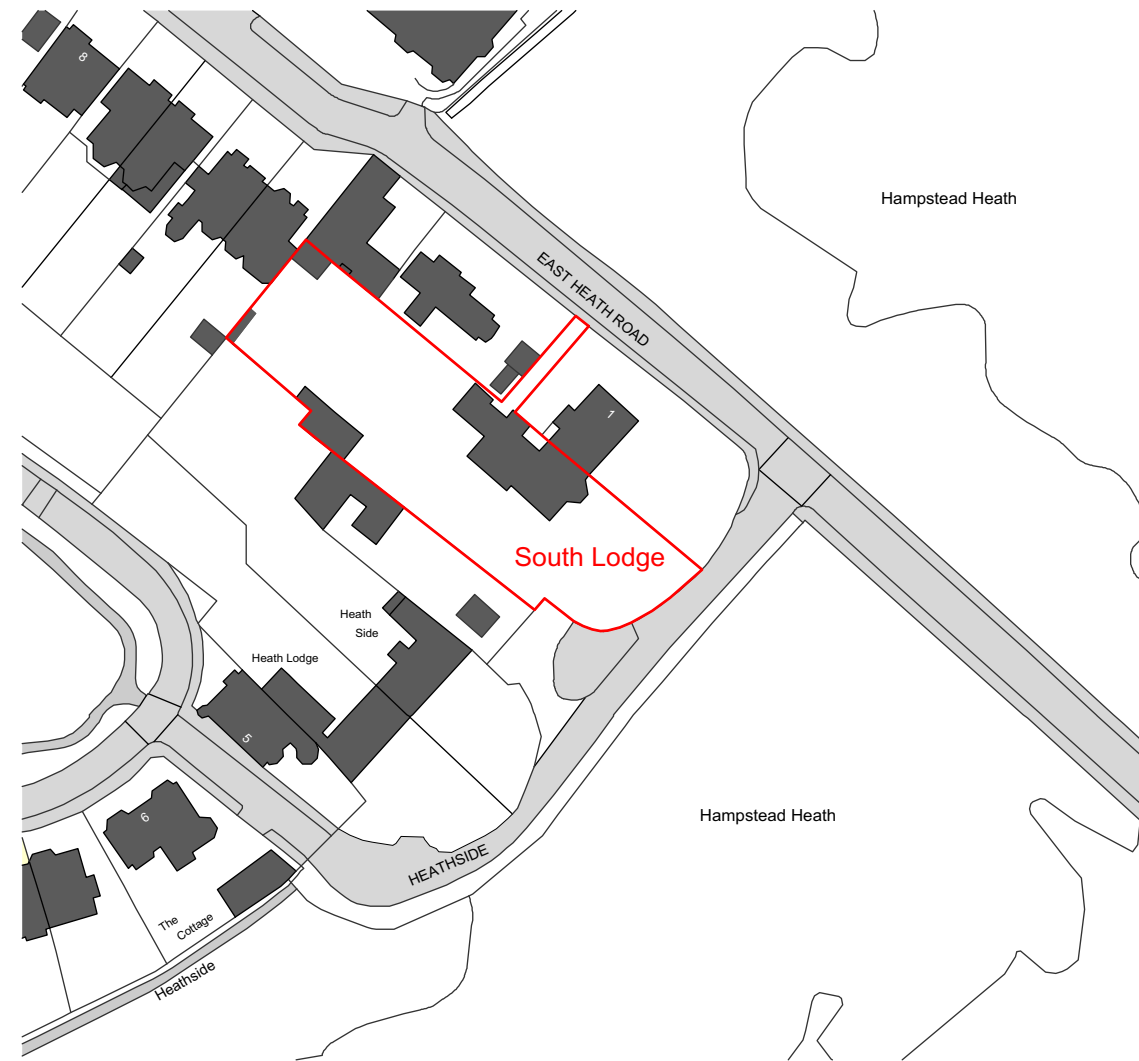 8
Hampstead Heath
EAST HEATH ROAD
1
South Lodge
Heath
Side
Heath Lodge
5
6
Hampstead Heath
HEATHSIDE
The
Cottage
Heathside